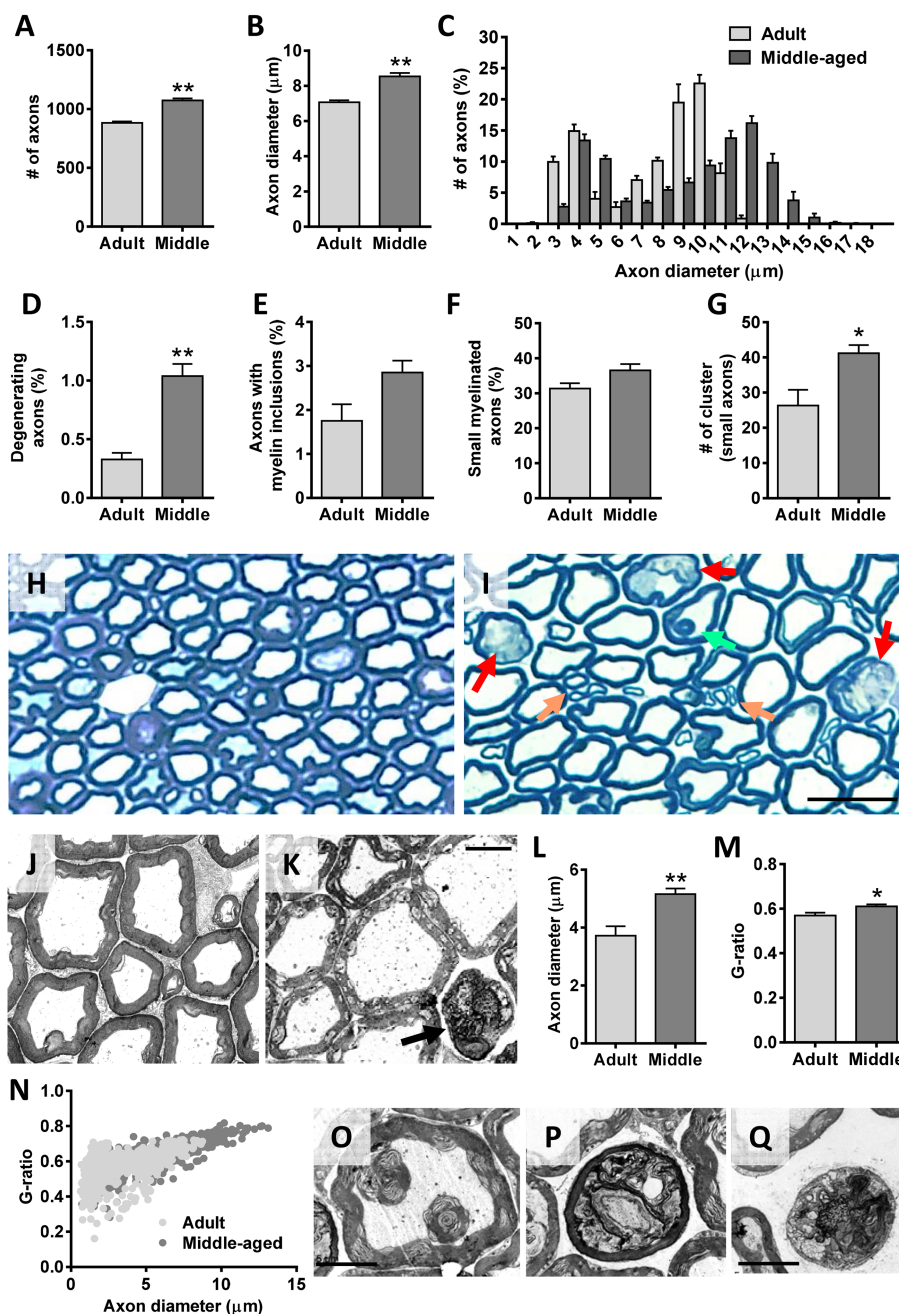 A
# of axons
1500
1000
500
0
**
Adult Middle
B
Axon diameter (μm)
8
6
4
2
0
**
Adult Middle
C
# of axons (%)
30
25
20
15
10
5
0
Adult
Middle-aged
1 2 3 4 5 6 7 8 9 10 11 12 13 14 15 16 17 18
Axon diameter (μm)
D
Degenerating
axons (%)
1.5
1.0
0.5
0.0
**
Adult Middle
E
Axons with
myelin inclusions (%)
4
3
2
1
0
Adult Middle
F
Small myelinated
axons (%)
50
40
30
20
10
0
Adult Middle
G
# of cluster
(small axons)
50
40
30
20
10
0
*
Adult Middle
H
I
J
K
L
Axon diameter (μm)
6
4
2
0
**
Adult Middle
M
G-ratio
0.8
0.6
0.4
0.2
0.0
*
Adult Middle
N
G-ratio
1.0
0.8
0.6
0.4
0.2
0.0
Adult
Middle-aged
0 5 10 15
Axon diameter (μm)
O
P
Q